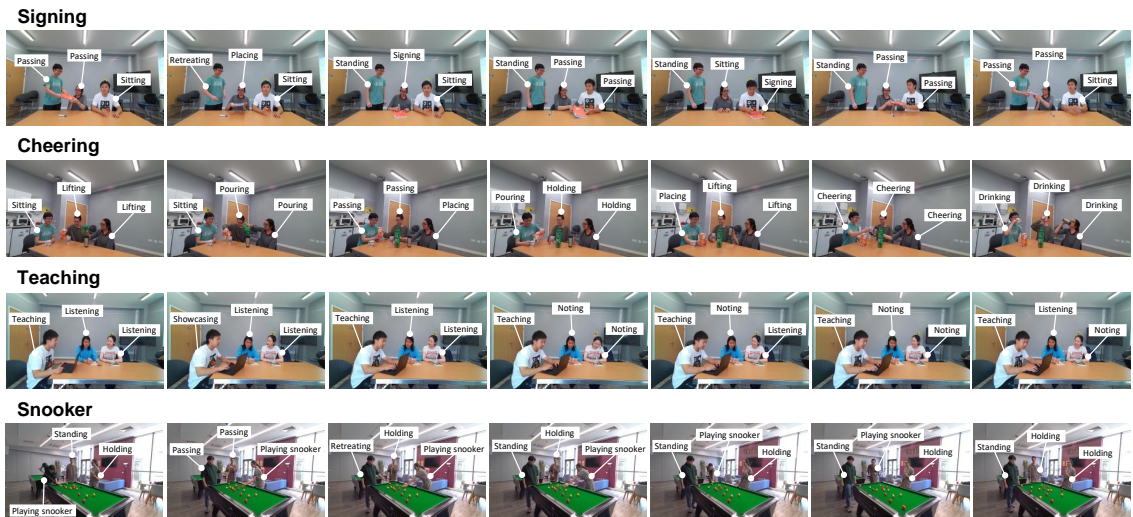 Signing
Passing
Passing
Sitting
Retreating
Placing
Sitting
Standing
Signing
Sitting
Standing
Passing
Passing
Standing
Sitting
Signing
Standing
Passing
Passing
Passing
Passing
Sitting
Cheering
Sitting
Lifting
Lifting
Sitting
Pouring
Pouring
Passing
Passing
Placing
Pouring
Holding
Holding
Placing
Lifting
Lifting
Cheering
Cheering
Cheering
Drinking
Drinking
Drinking
Teaching
Teaching
Listening
Listening
Showcasing
Listening
Listening
Teaching
Listening
Listening
Teaching
Noting
Noting
Teaching
Noting
Listening
Teaching
Noting
Noting
Teaching
Listening
Noting
Snooker
Playing snooker
Standing
Holding
Passing
Passing
Playing snooker
Retreating
Holding
Playing snooker
Standing
Holding
Playing snooker
Standing
Playing snooker
Holding
Standing
Playing snooker
Holding
Standing
Holding
Holding